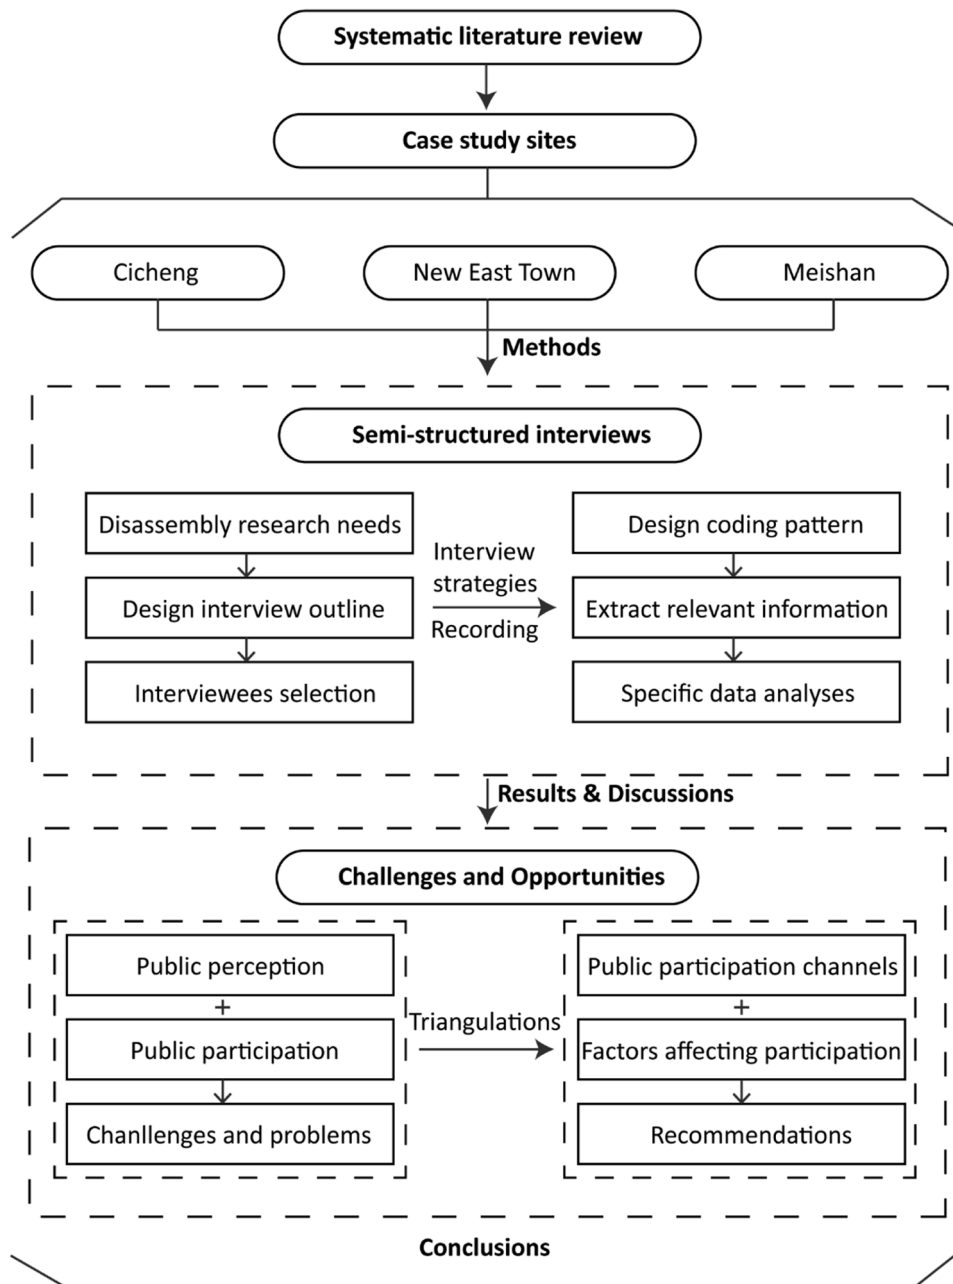 Systematic literature review
Case study sites
Cicheng
New East Town
Meishan
Methods
Semi-structured interviews
Disassembly research needs
Design interview outline
Interviewees selection
Interview
strategies
Recording
Design coding pattern
Extract relevant information
Specific data analyses
Results & Discussions
Challenges and Opportunities
Public perception
+
Public participation
Chanllenges and problems
Triangulations
Public participation channels
+
Factors affecting participation
Recommendations
Conclusions